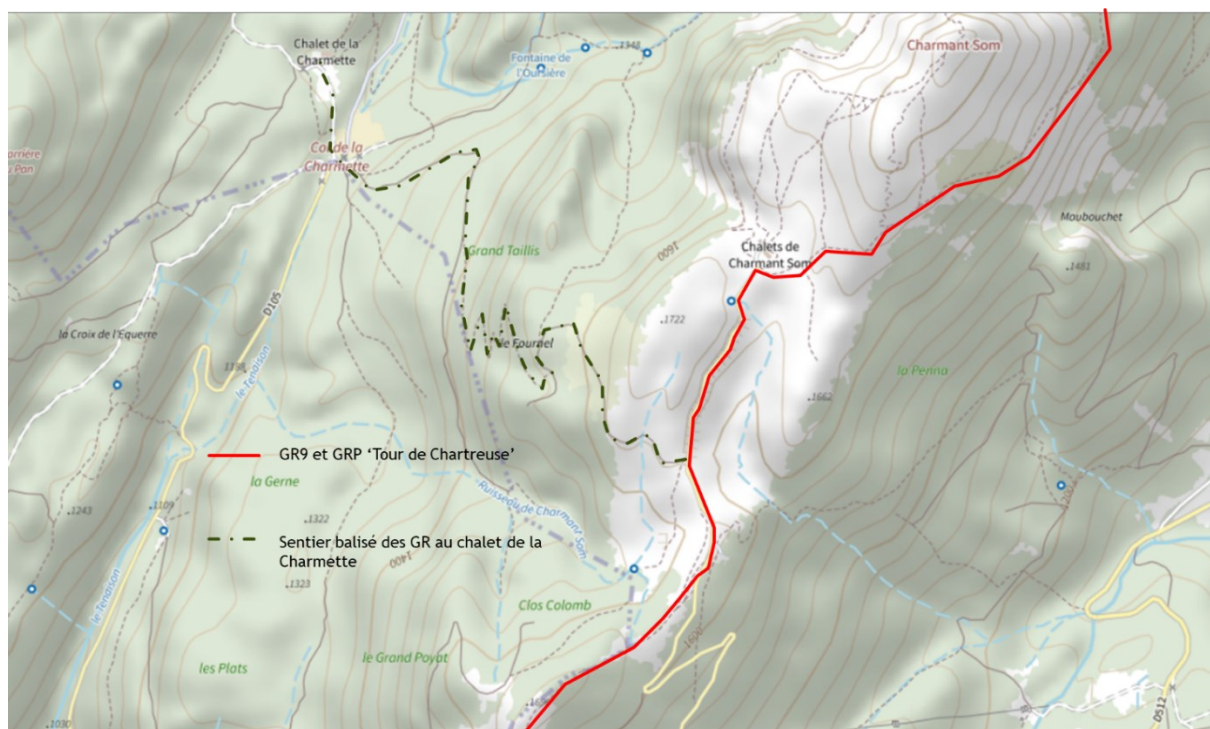 Chalet de la
Charmette
Fontaine de
l'Oursière
1948
Charmant Som
Col de la
Charmette
Grand Taillis
1600
Chalets de
Charmant Som
Moubouchet
.1481
D105
la Croix de l'Equerre
le Fournel
.1722
le-Tenaison
la Perina
.1662
GR9 et GRP 'Tour de Chartreuse'
la Gerne
.1243
.1109
.1322
Ruisseau de Charmant Som
Sentier balisé des GR au chalet de la
Charmette
1400
.1323
le-Tenaison
Clos Colomb
1600
les Plats
le Grand Poyat
.1030
D512